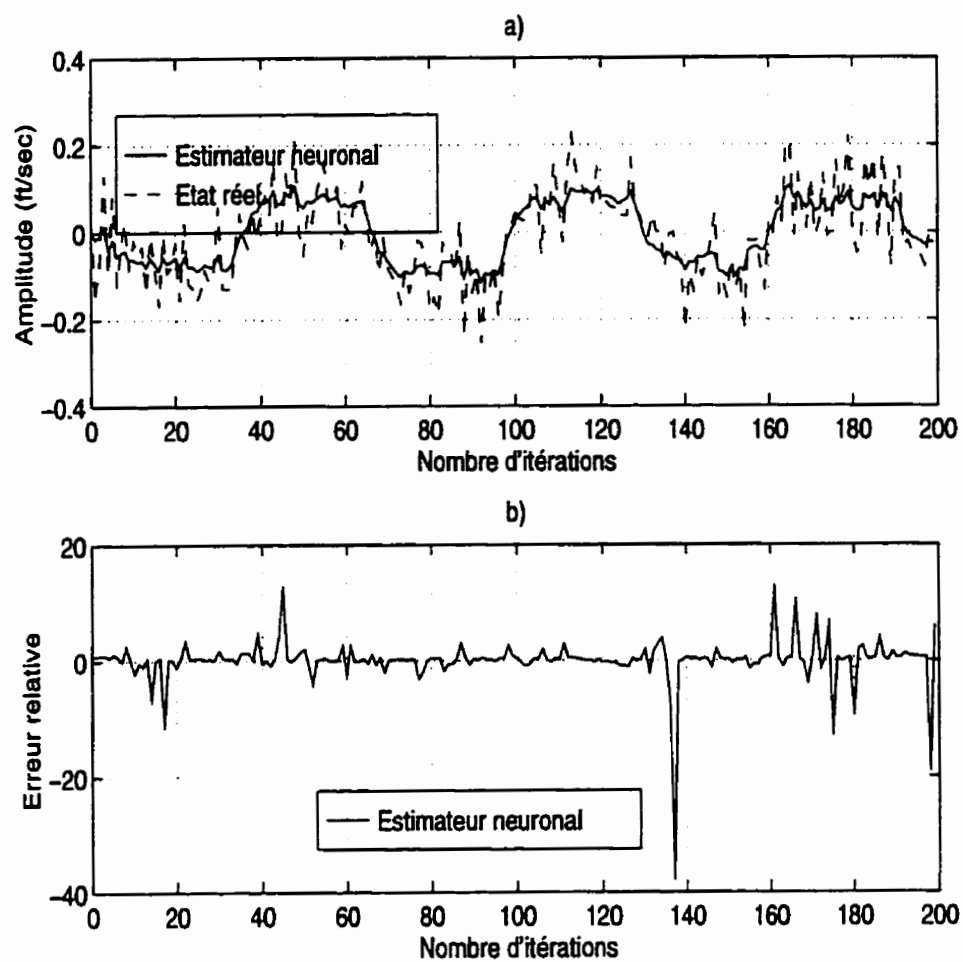 a)
0.4
0.2
0
−0.2
−0.4
Amplitude (ft/sec)
Estimateur neuronal
Etat réel
0 20 40 60 80 100 120 140 160 180 200
Nombre d'itérations
b)
20
0
−20
−40
Erreur relative
Estimateur neuronal
0 20 40 60 80 100 120 140 160 180 200
Nombre d'itérations